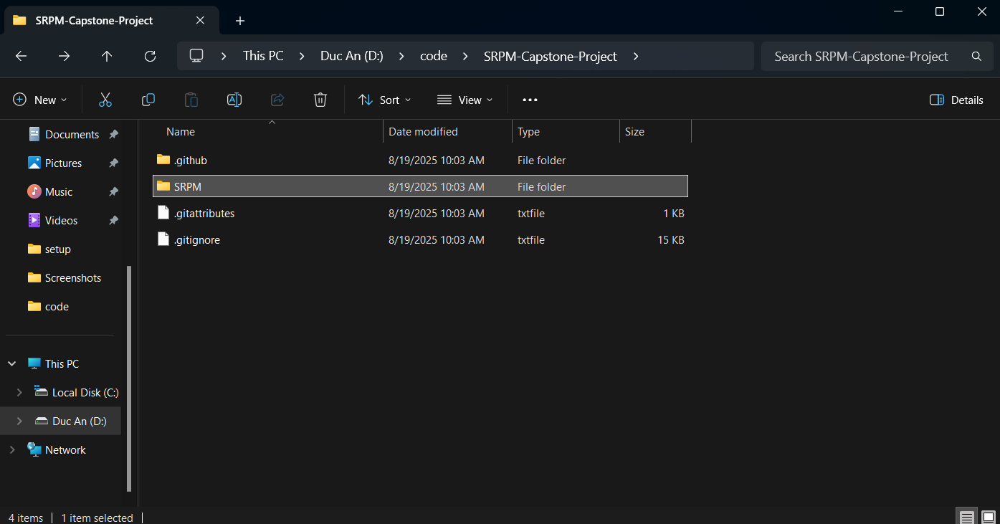 SRPM-Capstone-Project
This PC Duc An (D:) code SRPM-Capstone-Project
Search SRPM-Capstone-Project
New Sort View Details
Documents
Pictures
Music
Videos
setup
Screenshots
code
This PC
Local Disk (C:)
Duc An (D:)
Network
Name Date modified Type Size
.github 8/19/2025 10:03 AM File folder
SRPM 8/19/2025 10:03 AM File folder
.gitattributes 8/19/2025 10:03 AM txtfile 1 KB
.gitignore 8/19/2025 10:03 AM txtfile 15 KB
4 items 1 item selected